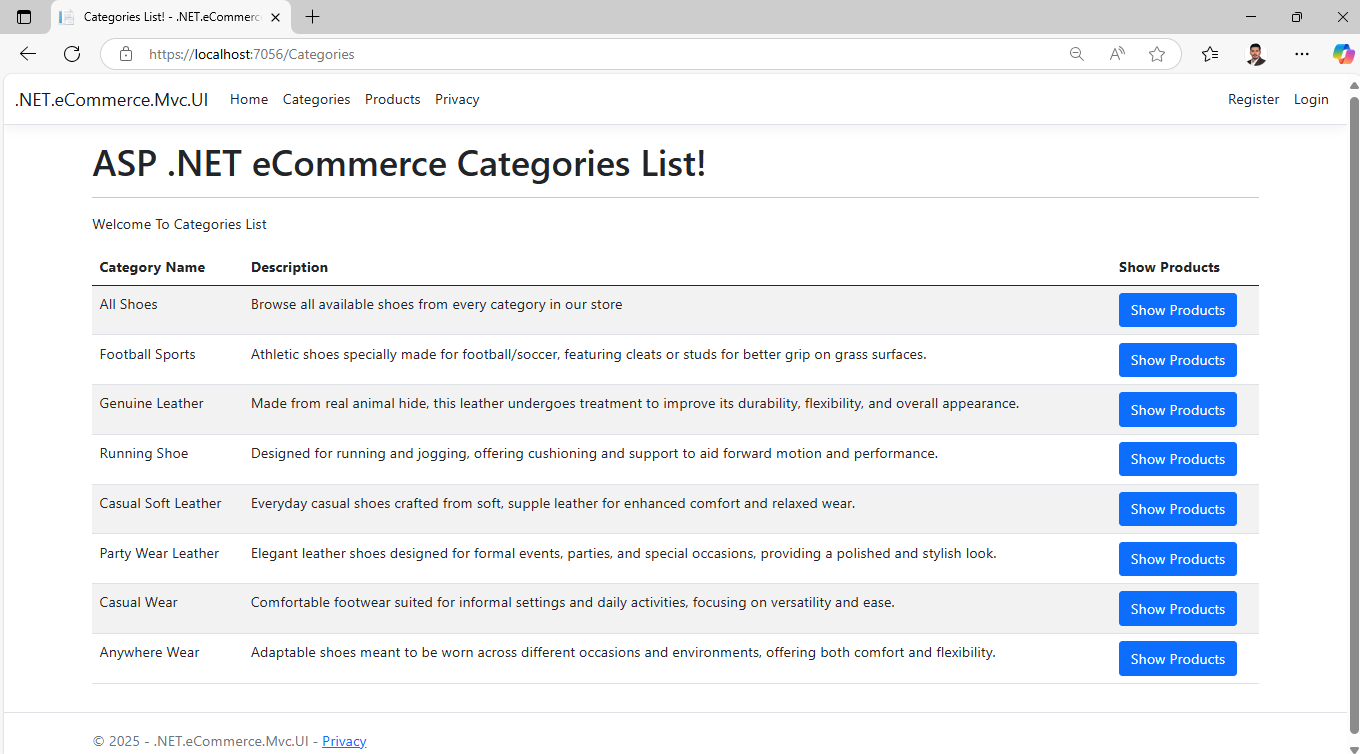 Categories List! - .NET.eCommerc
https://localhost:7056/Categories
.NET.eCommerce.Mvc.UI Home Categories Products Privacy Register Login
ASP .NET eCommerce Categories List!
Welcome To Categories List
Category Name Description Show Products
All Shoes Browse all available shoes from every category in our store Show Products
Football Sports Athletic shoes specially made for football/soccer, featuring cleats or studs for better grip on grass surfaces. Show Products
Genuine Leather Made from real animal hide, this leather undergoes treatment to improve its durability, flexibility, and overall appearance. Show Products
Running Shoe Designed for running and jogging, offering cushioning and support to aid forward motion and performance. Show Products
Casual Soft Leather Everyday casual shoes crafted from soft, supple leather for enhanced comfort and relaxed wear. Show Products
Party Wear Leather Elegant leather shoes designed for formal events, parties, and special occasions, providing a polished and stylish look. Show Products
Casual Wear Comfortable footwear suited for informal settings and daily activities, focusing on versatility and ease. Show Products
Anywhere Wear Adaptable shoes meant to be worn across different occasions and environments, offering both comfort and flexibility. Show Products
© 2025 - .NET.eCommerce.Mvc.UI - Privacy